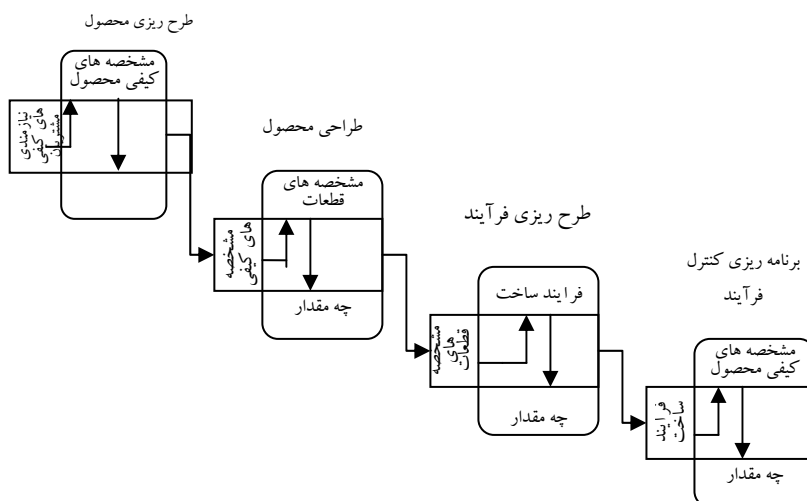 طرح ریزی محصول
مشخصه های
کیفی محصول
نیازمندی
های کیفی
مشتریان
طراحی محصول
مشخصه های
قطعات
مشخصه
های کیفی
چه مقدار
طرح ریزی فرآیند
فرایند ساخت
مشخصه
های
قطعات
چه مقدار
برنامه ریزی کنترل
فرآیند
مشخصه های
کیفی محصول
فرایند
ساخت
چه مقدار